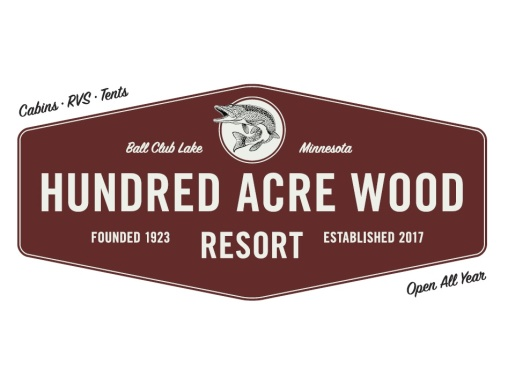 Cabins · RVS · Tents
Ball Club Lake Minnesota
HUNDRED ACRE WOOD
FOUNDED 1923 RESORT ESTABLISHED 2017
Open All Year